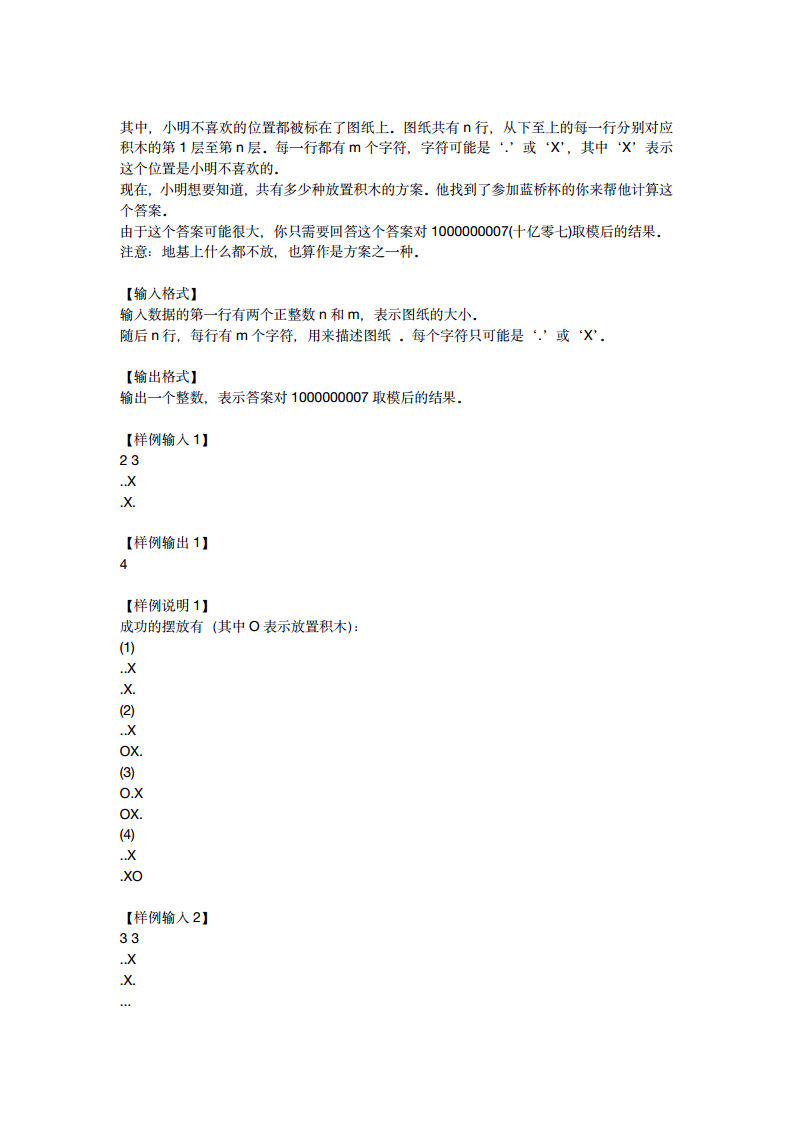 其中，小明不喜欢的位置都被标在了图纸上。图纸共有 n 行，从下至上的每一行分别对应
积木的第 1 层至第 n 层。每一行都有 m 个字符，字符可能是‘.’或‘X’，其中‘X’表示
这个位置是小明不喜欢的。
现在，小明想要知道，共有多少种放置积木的方案。他找到了参加蓝桥杯的你来帮他计算这
个答案。
由于这个答案可能很大，你只需要回答这个答案对 1000000007(十亿零七)取模后的结果。
注意：地基上什么都不放，也算作是方案之一种。
【输入格式】
输入数据的第一行有两个正整数 n 和 m，表示图纸的大小。
随后 n 行，每行有 m 个字符，用来描述图纸 。每个字符只可能是‘.’或‘X’。
【输出格式】
输出一个整数，表示答案对 1000000007 取模后的结果。
【样例输入 1】
2 3
..X
.X.
【样例输出 1】
4
【样例说明 1】
成功的摆放有（其中 O 表示放置积木）：
(1)
..X
.X.
(2)
..X
OX.
(3)
O.X
OX.
(4)
..X
.XO
【样例输入 2】
3 3
..X
.X.
...